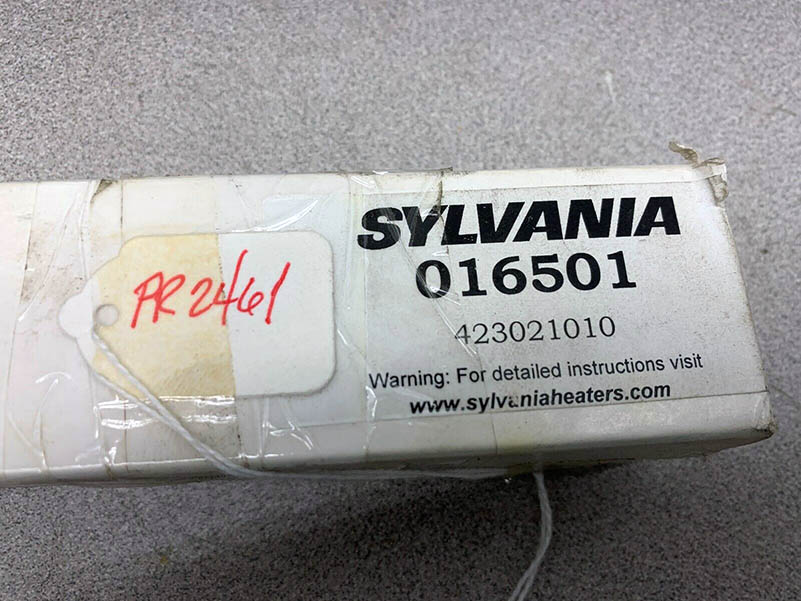 PR2461
SYLVANIA
016501
423021010
Warning: For detailed instructions visit
www.sylvaniaheaters.com